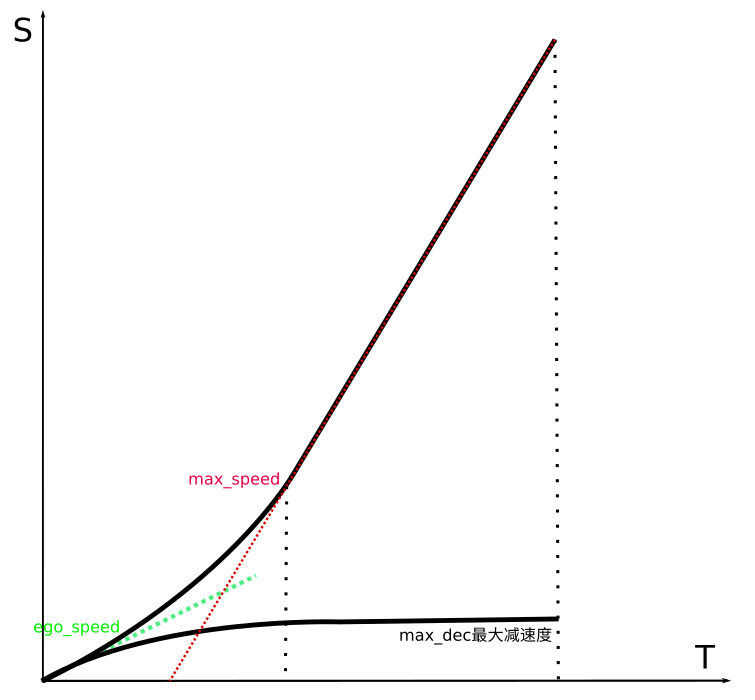 S
max_speed
ego_speed
max_dec最大减速度
T